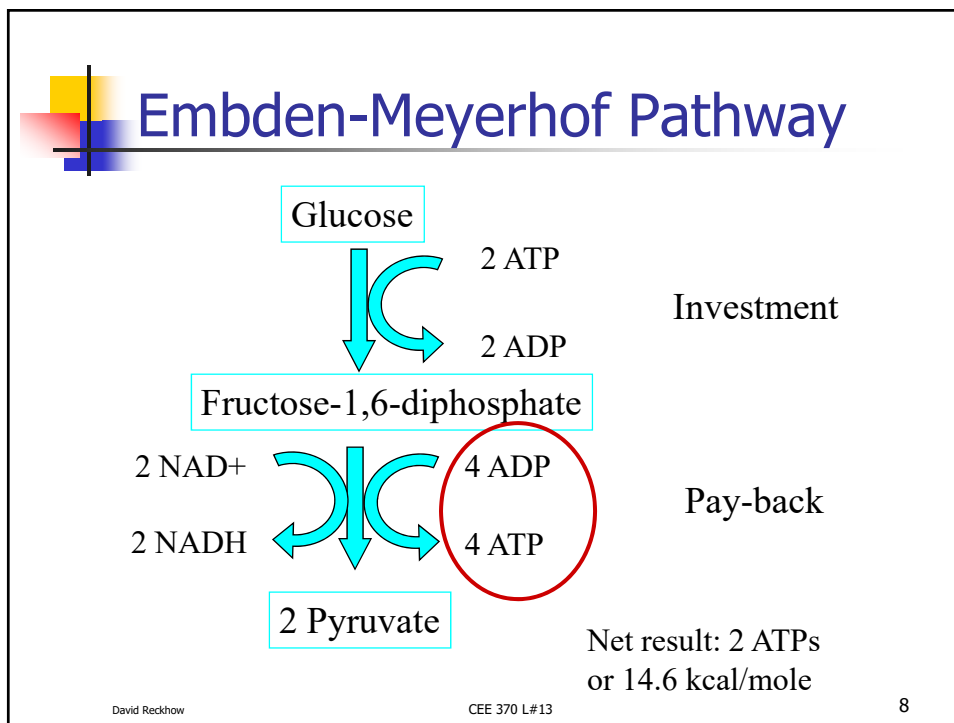 Embden-Meyerhof Pathway
Glucose
2 ATP
Investment
2 ADP
Fructose-1,6-diphosphate
2 NAD+
4 ADP
Pay-back
2 NADH
4 ATP
2 Pyruvate
Net result: 2 ATPs
or 14.6 kcal/mole
David Reckhow
CEE 370 L#13
8